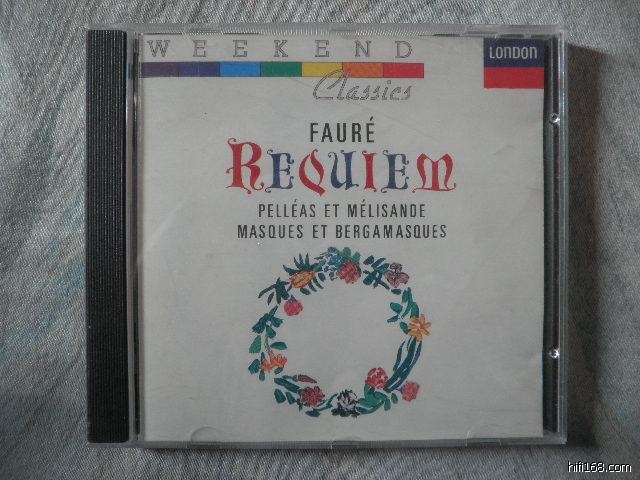 WEEKEND
Classics
LONDON
FAURÉ
REQUIEM
PELLÉAS ET MÉLISANDE
MASQUES ET BERGAMASQUES
hifi168.com